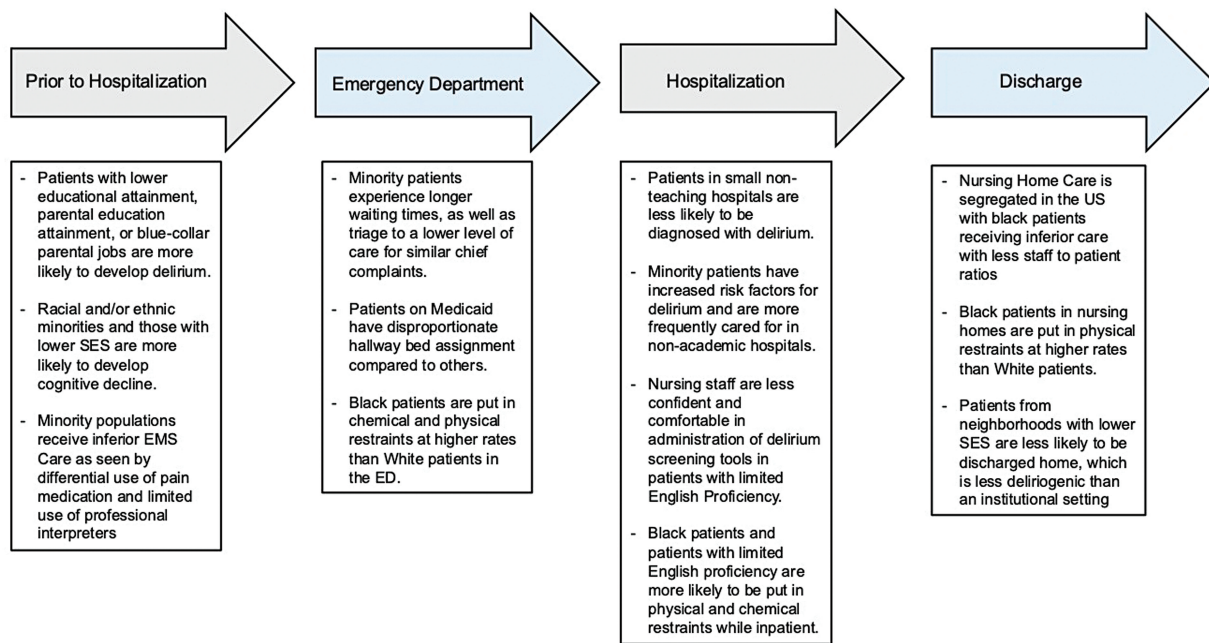 Prior to Hospitalization
Emergency Department
Hospitalization
Discharge
- Patients with lower
educational attainment,
parental education
attainment, or blue-collar
parental jobs are more
likely to develop delirium.
- Racial and/or ethnic
minorities and those with
lower SES are more
likely to develop
cognitive decline.
- Minority populations
receive inferior EMS
Care as seen by
differential use of pain
medication and limited
use of professional
interpreters
- Minority patients
experience longer
waiting times, as well as
triage to a lower level of
care for similar chief
complaints.
- Patients on Medicaid
have disproportionate
hallway bed assignment
compared to others.
- Black patients are put in
chemical and physical
restraints at higher rates
than White patients in
the ED.
- Patients in small non-
teaching hospitals are
less likely to be
diagnosed with delirium.
- Minority patients have
increased risk factors for
delirium and are more
frequently cared for in
non-academic hospitals.
- Nursing staff are less
confident and
comfortable in
administration of delirium
screening tools in
patients with limited
English Proficiency.
- Black patients and
patients with limited
English proficiency are
more likely to be put in
physical and chemical
restraints while inpatient.
- Nursing Home Care is
segregated in the US
with black patients
receiving inferior care
with less staff to patient
ratios
- Black patients in nursing
homes are put in physical
restraints at higher rates
than White patients.
- Patients from
neighborhoods with lower
SES are less likely to be
discharged home, which
is less deliriogenic than
an institutional setting